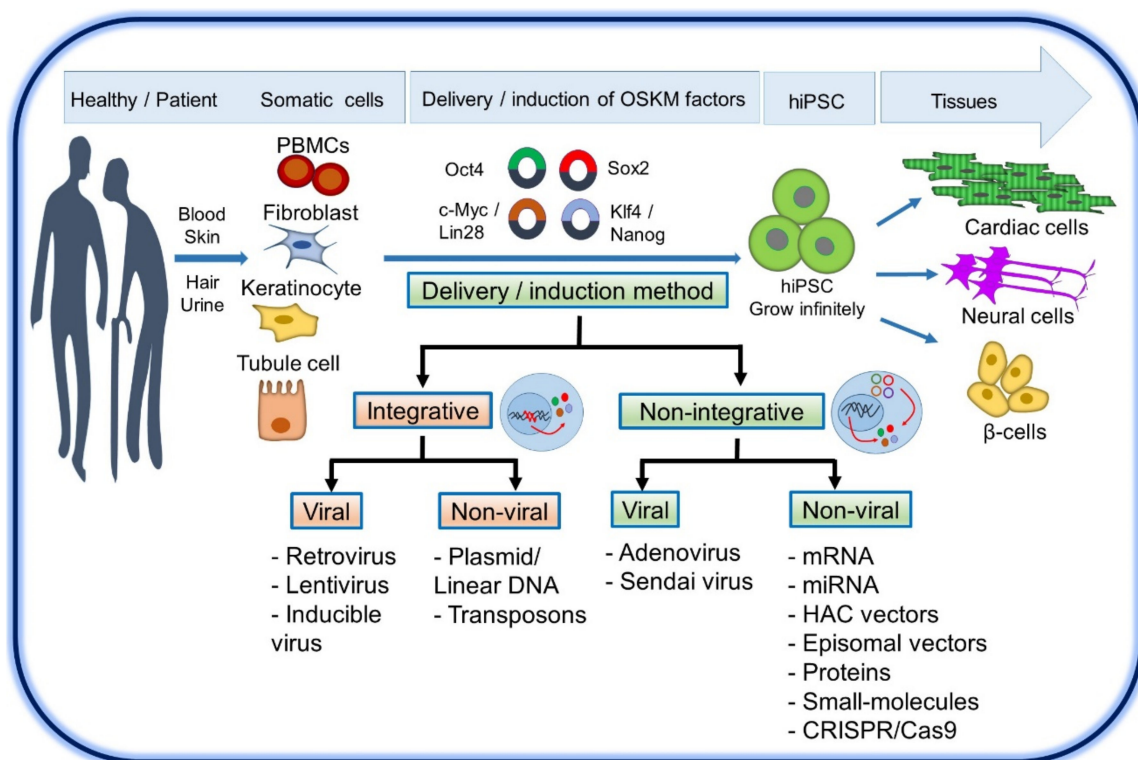 Healthy / Patient
Somatic cells
Delivery / induction of OSKM factors
hiPSC
Tissues
Blood
Skin
Hair
Urine
PBMCs
Fibroblast
Keratinocyte
Tubule cell
Oct4
Sox2
c-Myc /
Lin28
Klf4 /
Nanog
Delivery / induction method
hiPSC
Grow infinitely
Cardiac cells
Neural cells
β-cells
Integrative
Non-integrative
Viral
- Retrovirus
- Lentivirus
- Inducible
virus
Non-viral
- Plasmid/
Linear DNA
- Transposons
Viral
- Adenovirus
- Sendai virus
Non-viral
- mRNA
- miRNA
- HAC vectors
- Episomal vectors
- Proteins
- Small-molecules
- CRISPR/Cas9